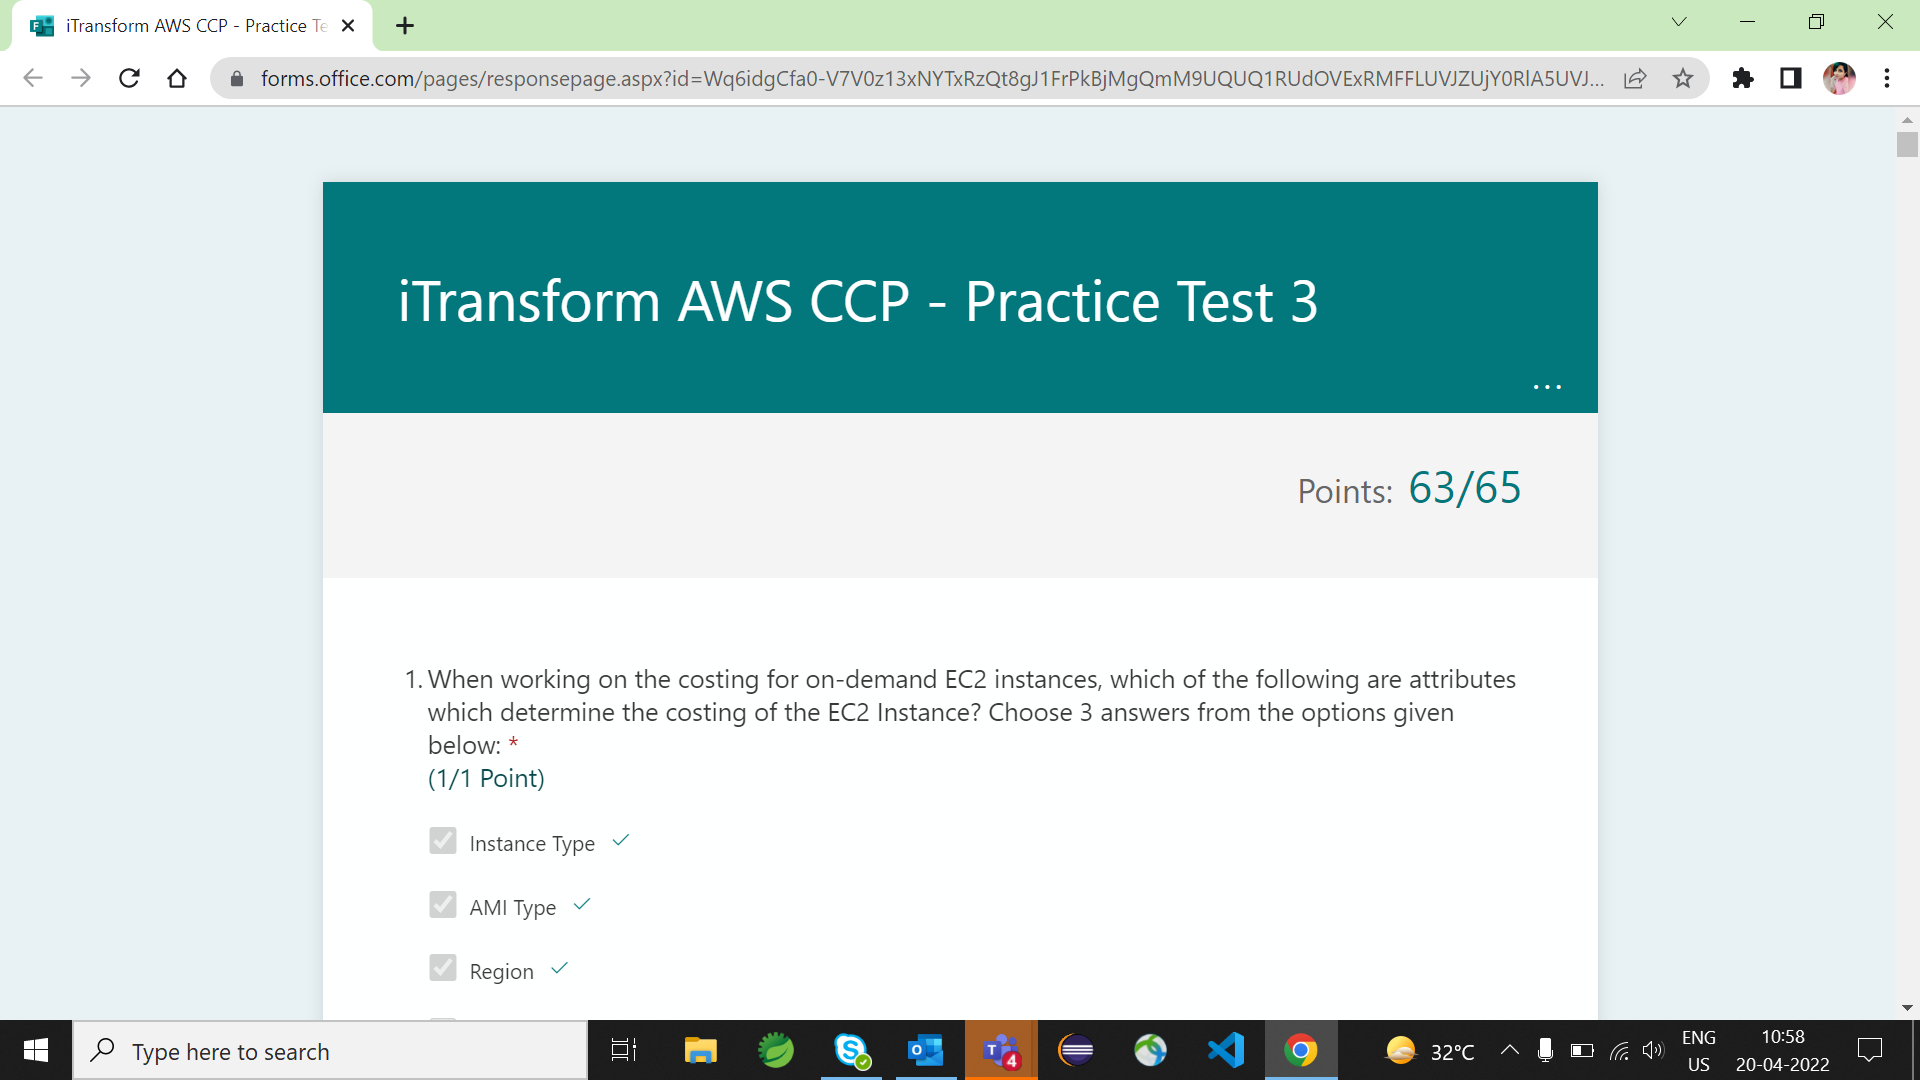 iTransform AWS CCP - Practice Te
forms.office.com/pages/responsepage.aspx?id=Wq6idgCfa0-V7V0z13xNYTxRzQt8gJ1FrPkBjMgQmM9UQUQ1RUdOVExRMFFLUVJZUjY0RlA5UVJ...
iTransform AWS CCP - Practice Test 3
...
Points: 63/65
1. When working on the costing for on-demand EC2 instances, which of the following are attributes
which determine the costing of the EC2 Instance? Choose 3 answers from the options given
below: *
(1/1 Point)
Instance Type
AMI Type
Region
Type here to search
4
32°C
ENG
US
10:58
20-04-2022